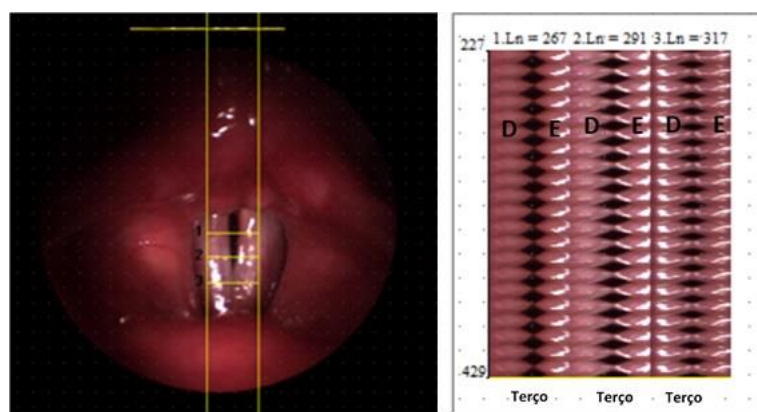 1
2
3
1.Ln = 267 2.Ln = 291 3.Ln = 317
227
D E D E D E
429
Terço Terço Terço